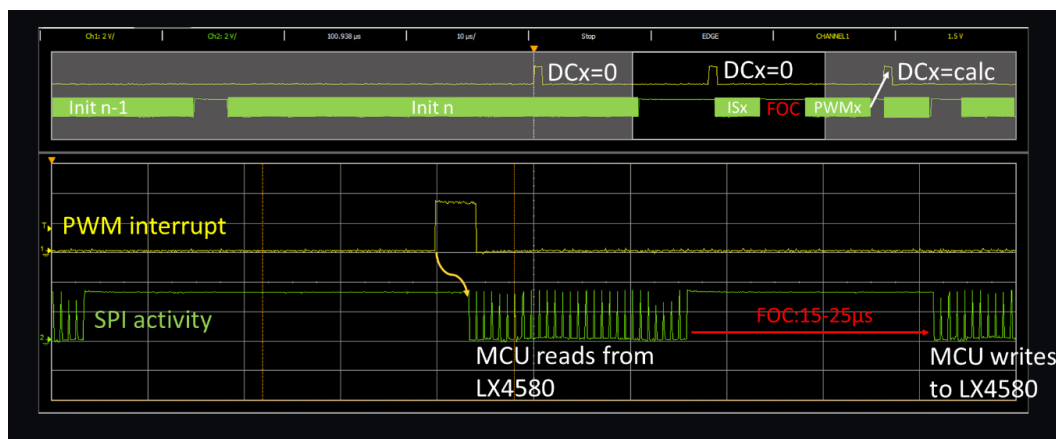 Ch1: 2 V/ Ch2: 2 V/ 100.938 µs 10 µs/ Stop EDGE CHANNEL1 1.5 V
DCx=0 DCx=0 DCx=calc
Init n-1 Init n ISx FOC PWMx
T
PWM interrupt
1
SPI activity
FOC:15-25µs
2
MCU reads from
LX4580
MCU writes
to LX4580